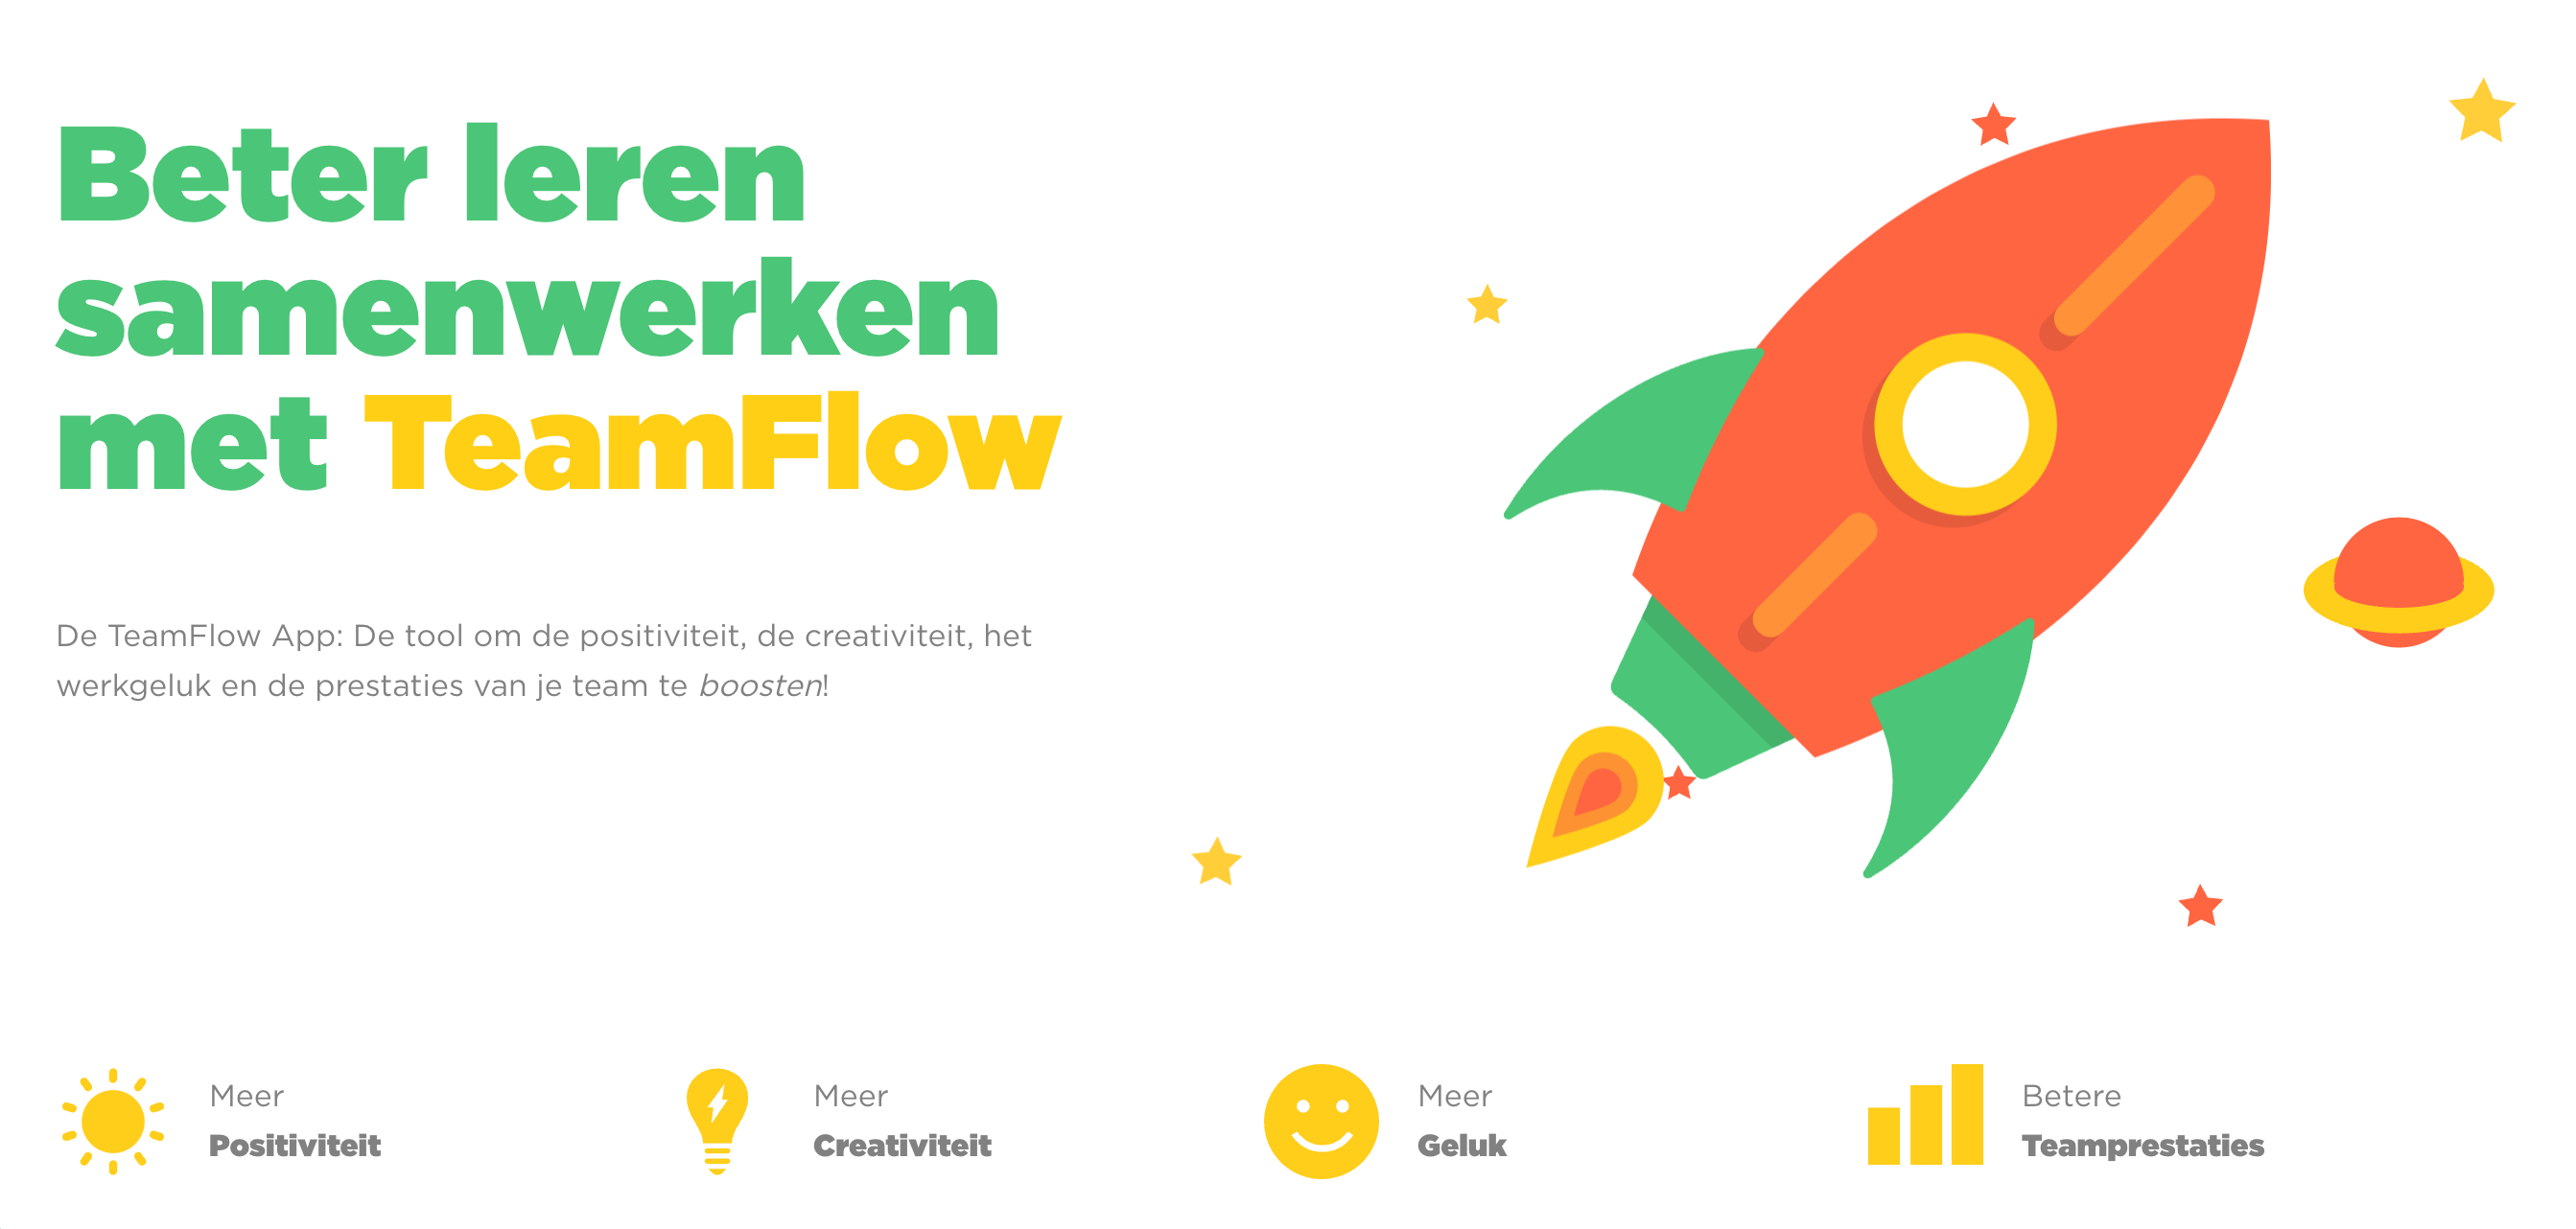 Beter leren
samenwerken
met TeamFlow
De TeamFlow App: De tool om de positiviteit, de creativiteit, het
werkgeluk en de prestaties van je team te boosten!
Meer
Positiviteit
Meer
Creativiteit
Meer
Geluk
Betere
Teamprestaties